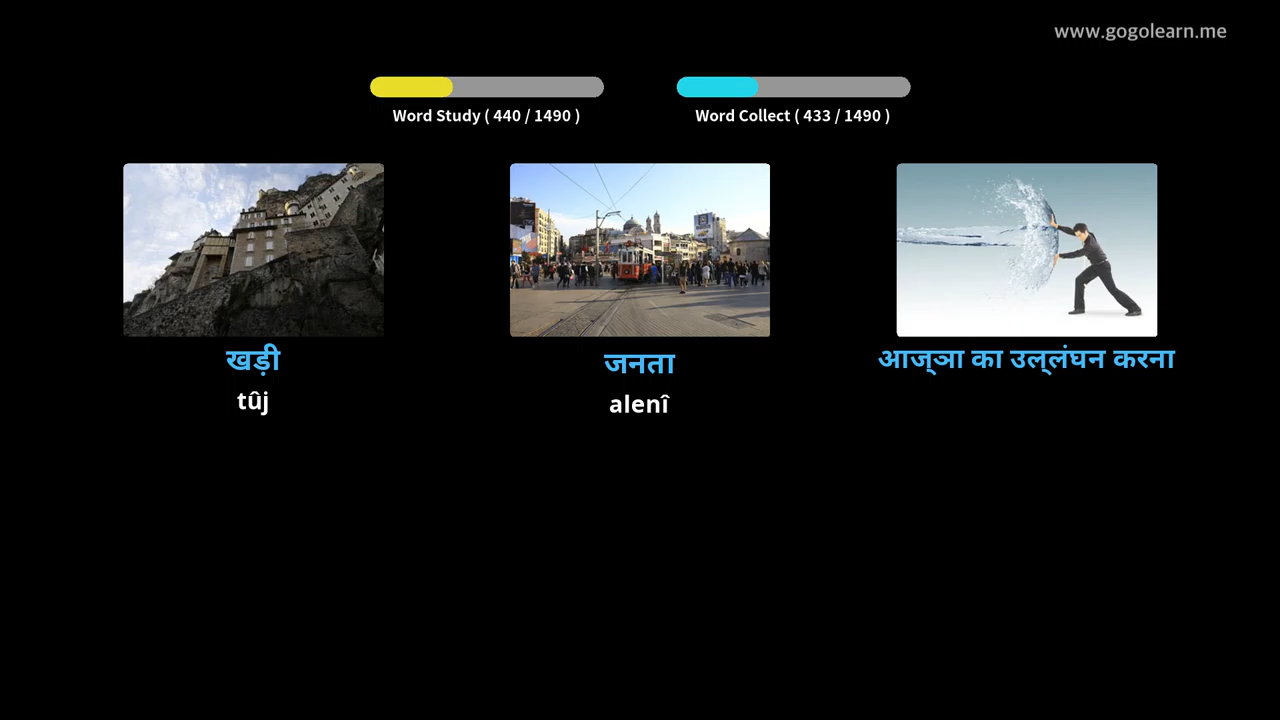 www.gogolearn.me
Word Study ( 440 / 1490 )
Word Collect ( 433 / 1490 )
खड़ी
tûj
जनता
alenî
आज्ञा का उल्लंघन करना